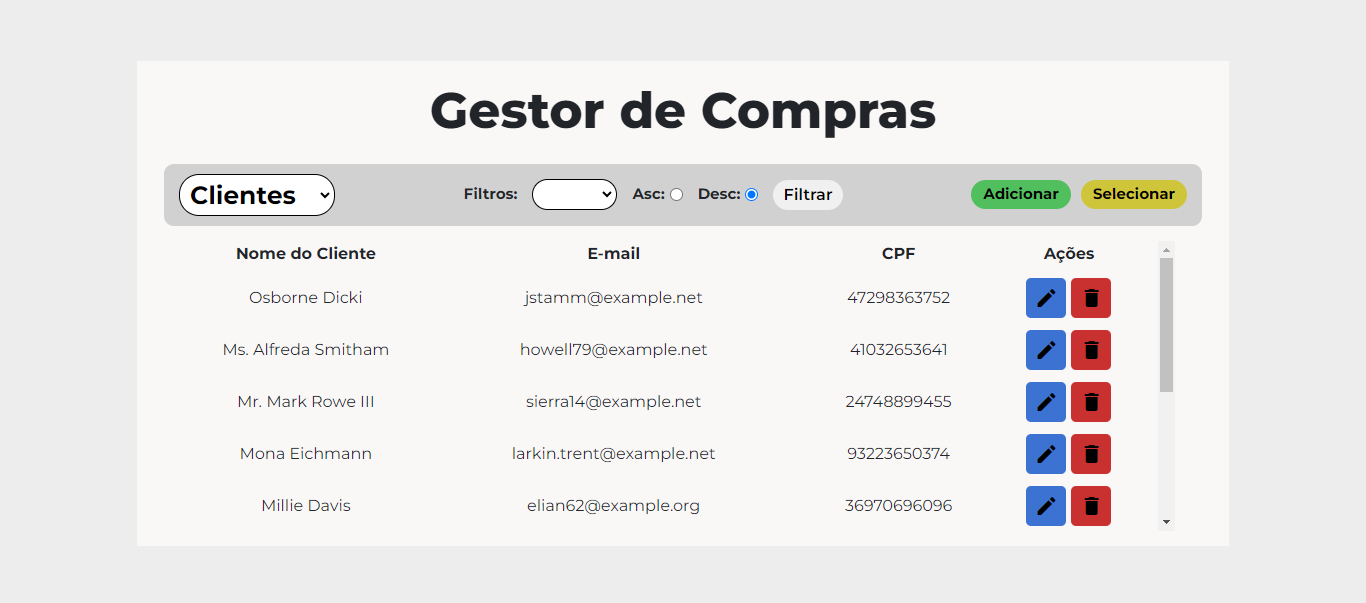 Gestor de Compras
Clientes Filtros: Asc: Desc: Filtrar Adicionar Selecionar
Nome do Cliente E-mail CPF Ações
Osborne Dicki jstamm@example.net 47298363752
Ms. Alfreda Smitham howell79@example.net 41032653641
Mr. Mark Rowe III sierra14@example.net 24748899455
Mona Eichmann larkin.trent@example.net 93223650374
Millie Davis elian62@example.org 36970696096